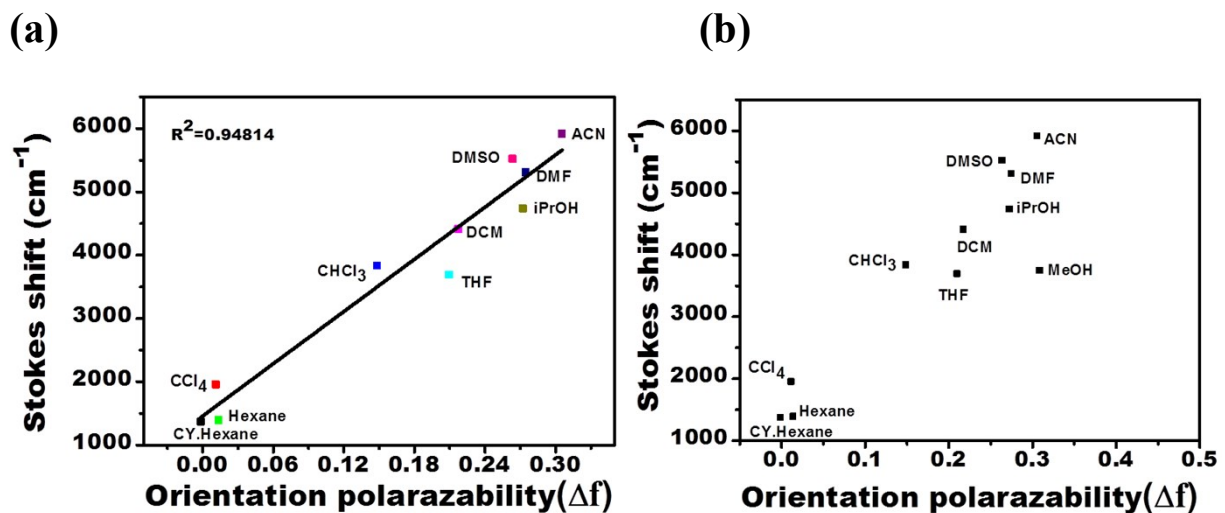 (a)
(b)
Stokes shift (cm-1)
6000
5000
4000
3000
2000
1000
R2=0.94814
ACN
DMSO
DMF
iPrOH
DCM
CHCl3
THF
CCl4
Hexane
CY.Hexane
0.00 0.06 0.12 0.18 0.24 0.30
Orientation polarazability(Δf)
Stokes shift (cm-1)
6000
5000
4000
3000
2000
1000
ACN
DMSO
DMF
iPrOH
DCM
CHCl3
MeOH
THF
CCl4
Hexane
CY.Hexane
0.0 0.1 0.2 0.3 0.4 0.5
Orientation polarazability(Δf)